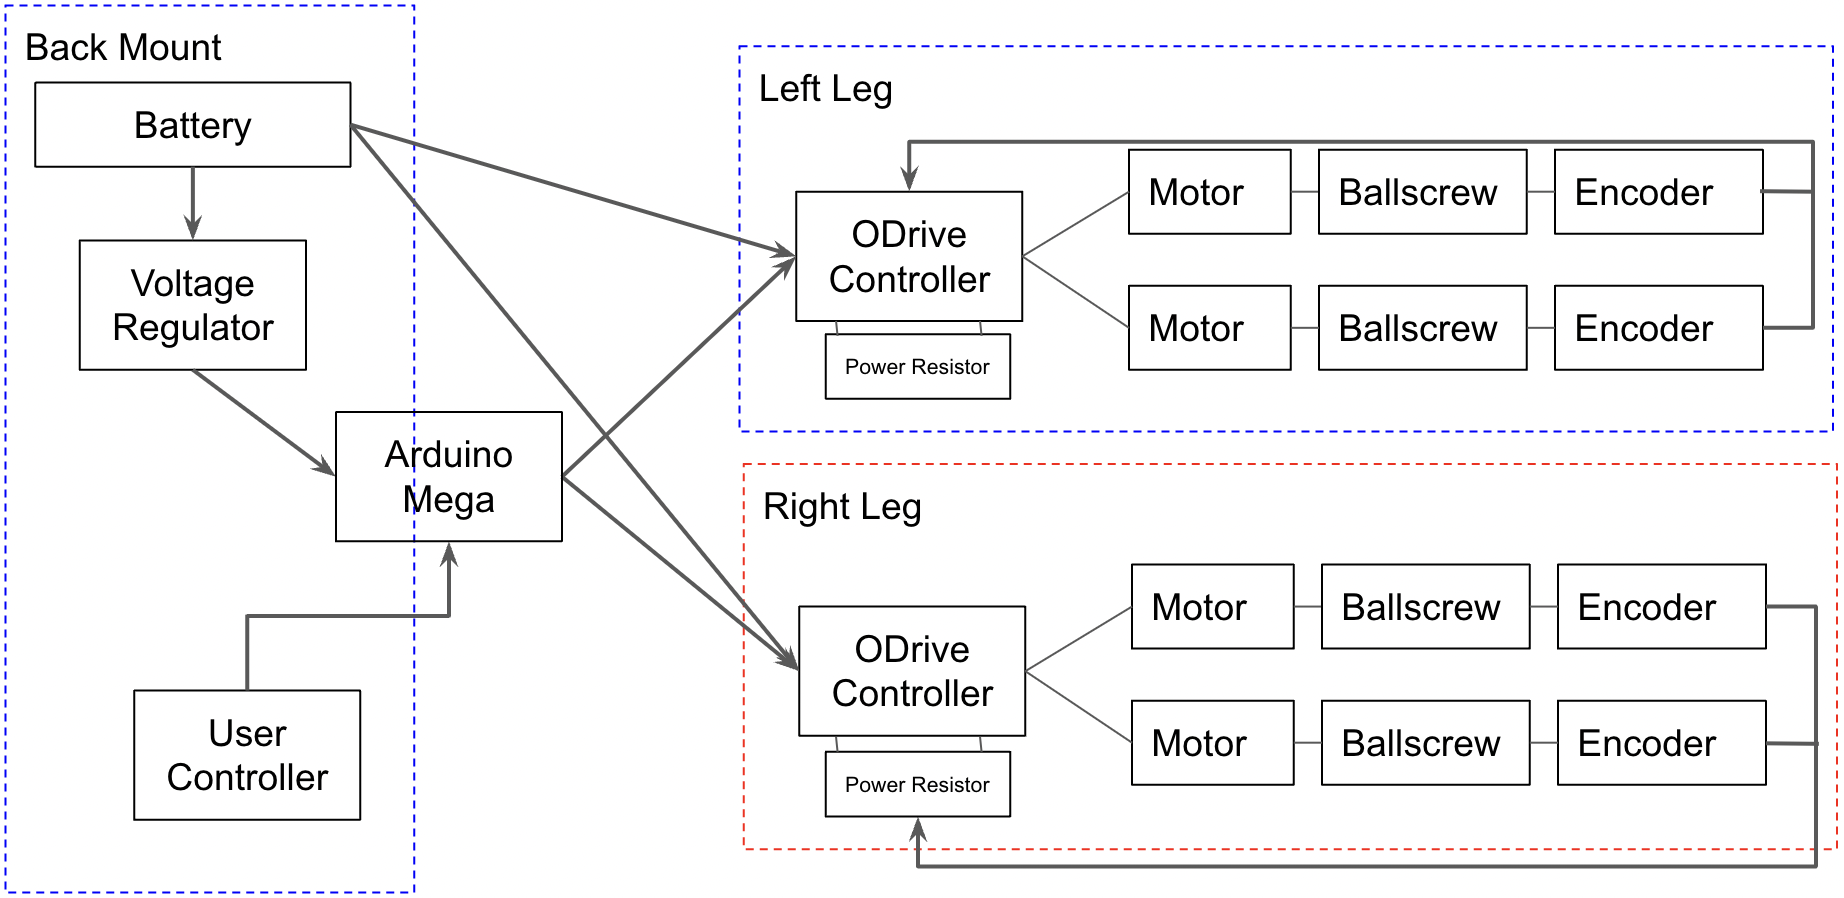 Back Mount
Battery
Voltage
Regulator
Arduino
Mega
User
Controller
Left Leg
ODrive
Controller
Power Resistor
Motor
Ballscrew
Encoder
Motor
Ballscrew
Encoder
Right Leg
ODrive
Controller
Power Resistor
Motor
Ballscrew
Encoder
Motor
Ballscrew
Encoder